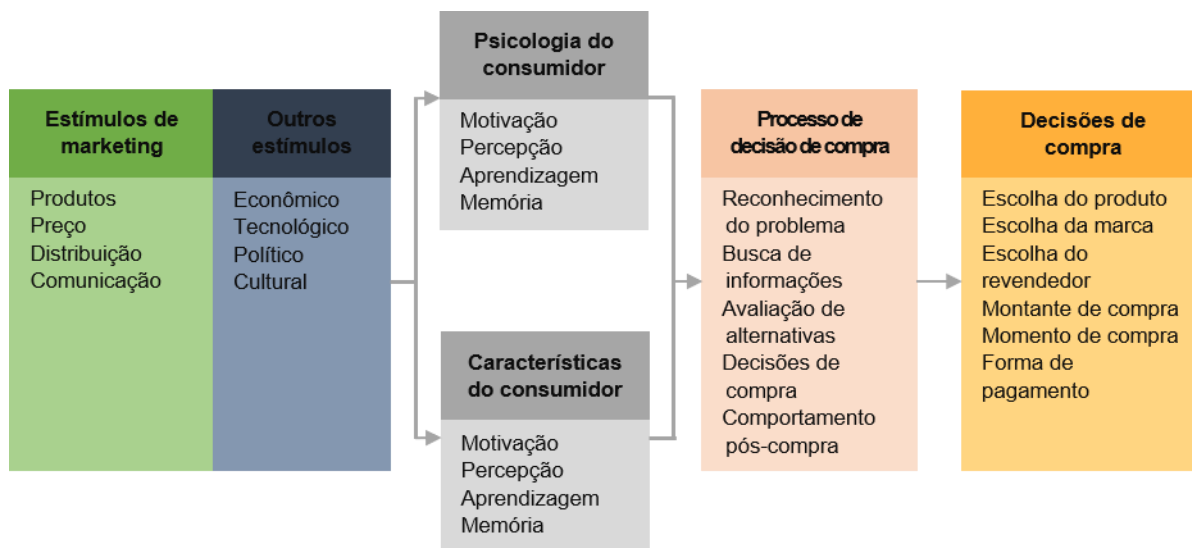 Estímulos de
marketing
Produtos
Preço
Distribuição
Comunicação
Outros
estímulos
Econômico
Tecnológico
Político
Cultural
Psicologia do
consumidor
Motivação
Percepção
Aprendizagem
Memória
Características
do consumidor
Motivação
Percepção
Aprendizagem
Memória
Processo de
decisão de compra
Reconhecimento
do problema
Busca de
informações
Avaliação de
alternativas
Decisões de
compra
Comportamento
pós-compra
Decisões de
compra
Escolha do produto
Escolha da marca
Escolha do
revendedor
Montante de compra
Momento de compra
Forma de
pagamento